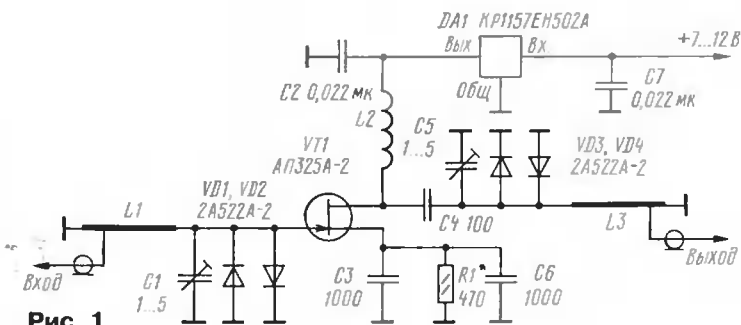 DA1 КР1157ЕН502А
Вых
Вх
+7...12 В
Общ
C2 0,022 мк
C7
0,022 мк
L2
C5
1...5
VT1
АП325А-2
VD3, VD4
2А522А-2
VD1, VD2
2А522А-2
L1
C4 100
L3
Вход
C1
1...5
C3
1000
R1*
470
C6
1000
Выход
Рис. 1